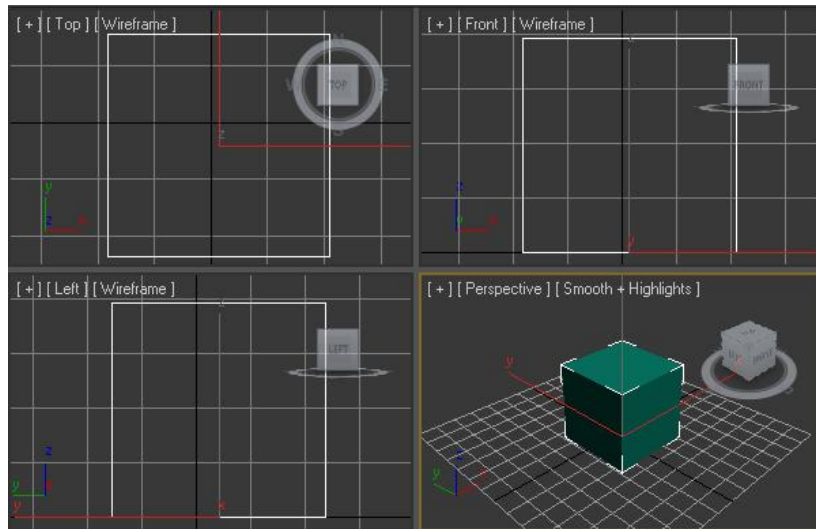 [ + ] [ Top ] [ Wireframe ]
N
W
TOP
E
S
z
y
z
x
[ + ] [ Front ] [ Wireframe ]
FRONT
z
x
y
[ + ] [ Left ] [ Wireframe ]
LEFT
z
y
x
y
x
[ + ] [ Perspective ] [ Smooth + Highlights ]
y
x
z
y